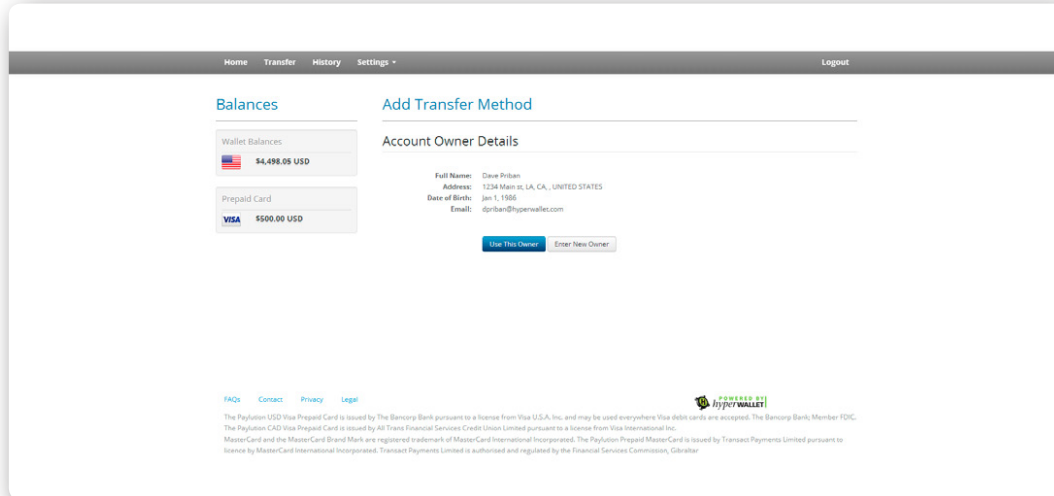 Home Transfer History Settings Logout
Balances
Wallet Balances
$4,498.05 USD
Prepaid Card
VISA $500.00 USD
Add Transfer Method
Account Owner Details
Full Name: Dave Priban
Address: 1234 Main st, LA, CA, , UNITED STATES
Date of Birth: Jan 1, 1986
Email: dpriban@hyperwallet.com
Use This Owner Enter New Owner
FAQs Contact Privacy Legal
POWERED BY
hyperWALLET
The Paylution USD Visa Prepaid Card is issued by The Bancorp Bank pursuant to a license from Visa U.S.A. Inc. and may be used everywhere Visa debit cards are accepted. The Bancorp Bank; Member FDIC.
The Paylution CAD Visa Prepaid Card is issued by All Trans Financial Services Credit Union Limited pursuant to a license from Visa International Inc.
MasterCard and the MasterCard Brand Mark are registered trademark of MasterCard International Incorporated. The Paylution Prepaid MasterCard is issued by Transact Payments Limited pursuant to
licence by MasterCard International Incorporated. Transact Payments Limited is authorised and regulated by the Financial Services Commission, Gibraltar